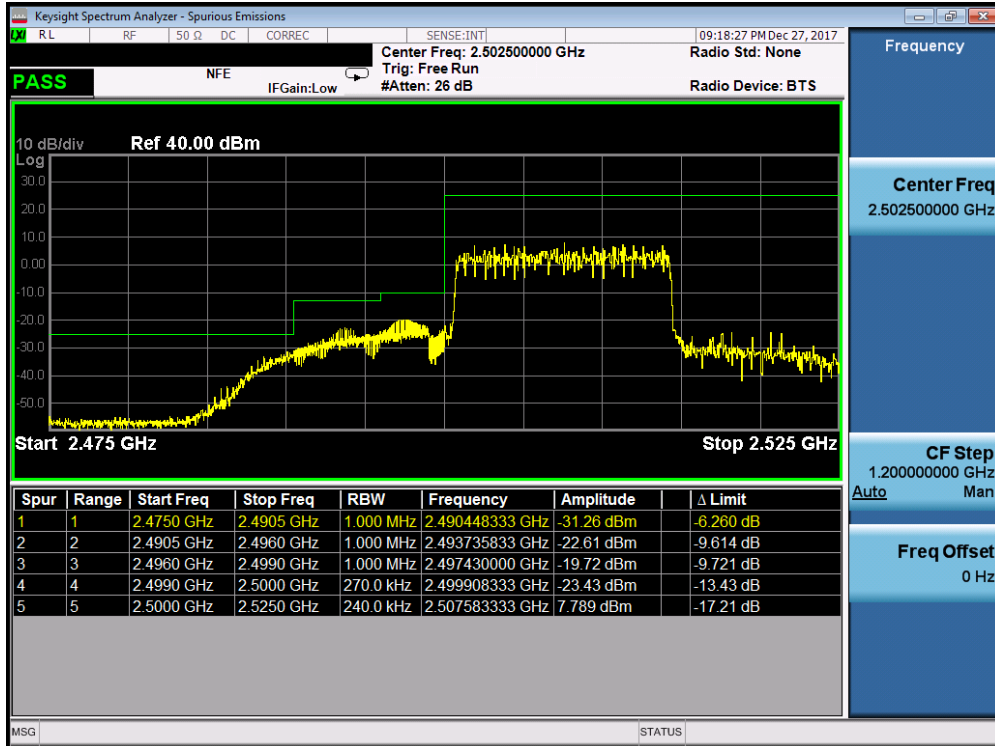 Keysight Spectrum Analyzer - Spurious Emissions
LXI RL RF 50 Ω DC CORREC SENSE:INT 09:18:27 PM Dec 27, 2017
Center Freq: 2.502500000 GHz Radio Std: None
Trig: Free Run
PASS NFE IFGain:Low #Atten: 26 dB Radio Device: BTS
Frequency
10 dB/div Ref 40.00 dBm
Log
30.0
20.0
10.0
0.00
-10.0
-20.0
-30.0
-40.0
-50.0
Start 2.475 GHz Stop 2.525 GHz
Center Freq
2.502500000 GHz
CF Step
1.200000000 GHz
Auto Man
Freq Offset
0 Hz
Spur Range Start Freq Stop Freq RBW Frequency Amplitude Δ Limit
1 1 2.4750 GHz 2.4905 GHz 1.000 MHz 2.490448333 GHz -31.26 dBm -6.260 dB
2 2 2.4905 GHz 2.4960 GHz 1.000 MHz 2.493735833 GHz -22.61 dBm -9.614 dB
3 3 2.4960 GHz 2.4990 GHz 1.000 MHz 2.497430000 GHz -19.72 dBm -9.721 dB
4 4 2.4990 GHz 2.5000 GHz 270.0 kHz 2.499908333 GHz -23.43 dBm -13.43 dB
5 5 2.5000 GHz 2.5250 GHz 240.0 kHz 2.507583333 GHz 7.789 dBm -17.21 dB
MSG STATUS